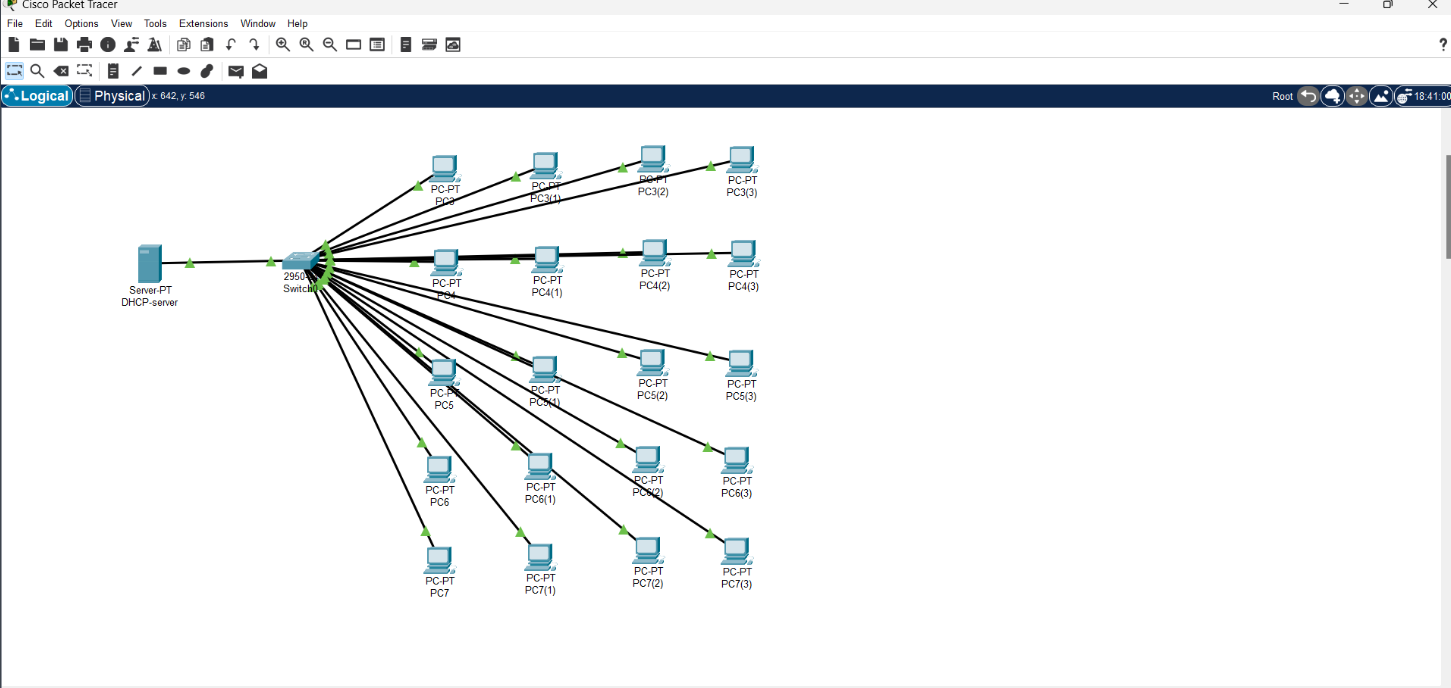 Cisco Packet Tracer
File Edit Options View Tools Extensions Window Help
Logical Physical x: 642, y: 546 Root 18:41:00
PC-PT
PC3
PC-PT
PC3(1)
PC-PT
PC3(2)
PC-PT
PC3(3)
Server-PT
DHCP-server
2950-
Switch
PC-PT
PC4
PC-PT
PC4(1)
PC-PT
PC4(2)
PC-PT
PC4(3)
PC-PT
PC5
PC-PT
PC5(1)
PC-PT
PC5(2)
PC-PT
PC5(3)
PC-PT
PC6
PC-PT
PC6(1)
PC-PT
PC6(2)
PC-PT
PC6(3)
PC-PT
PC7
PC-PT
PC7(1)
PC-PT
PC7(2)
PC-PT
PC7(3)